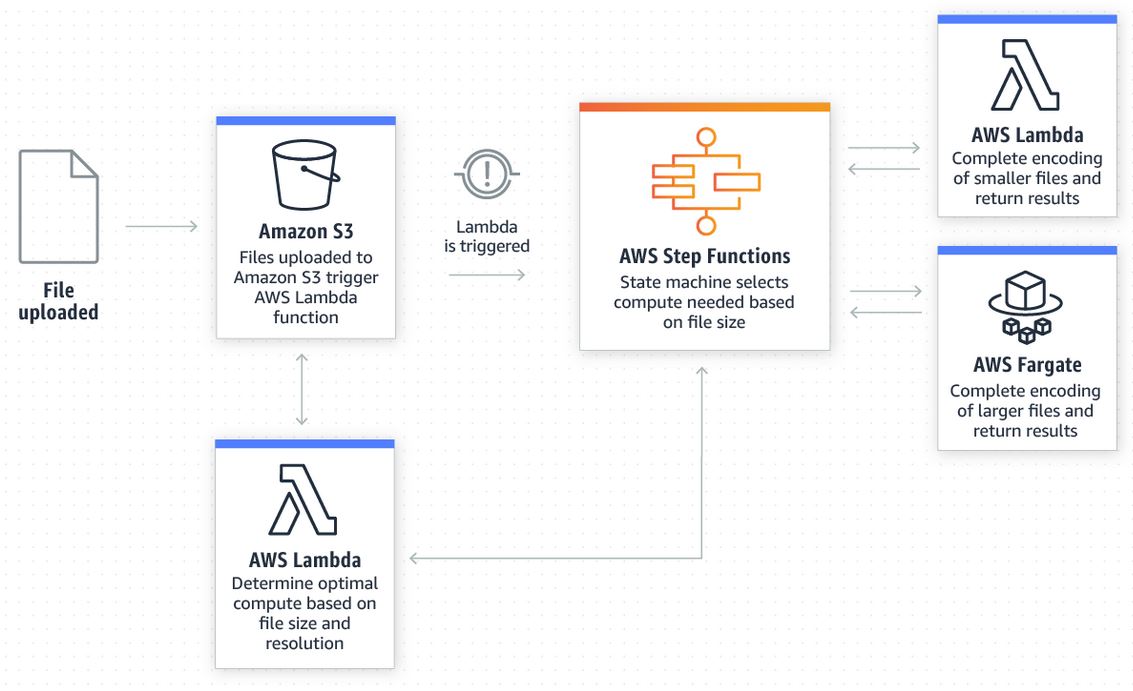 File
uploaded
Amazon S3
Files uploaded to
Amazon S3 trigger
AWS Lambda
function
Lambda
is triggered
AWS Step Functions
State machine selects
compute needed based
on file size
AWS Lambda
Complete encoding
of smaller files and
return results
AWS Fargate
Complete encoding
of larger files and
return results
AWS Lambda
Determine optimal
compute based on
file size and
resolution